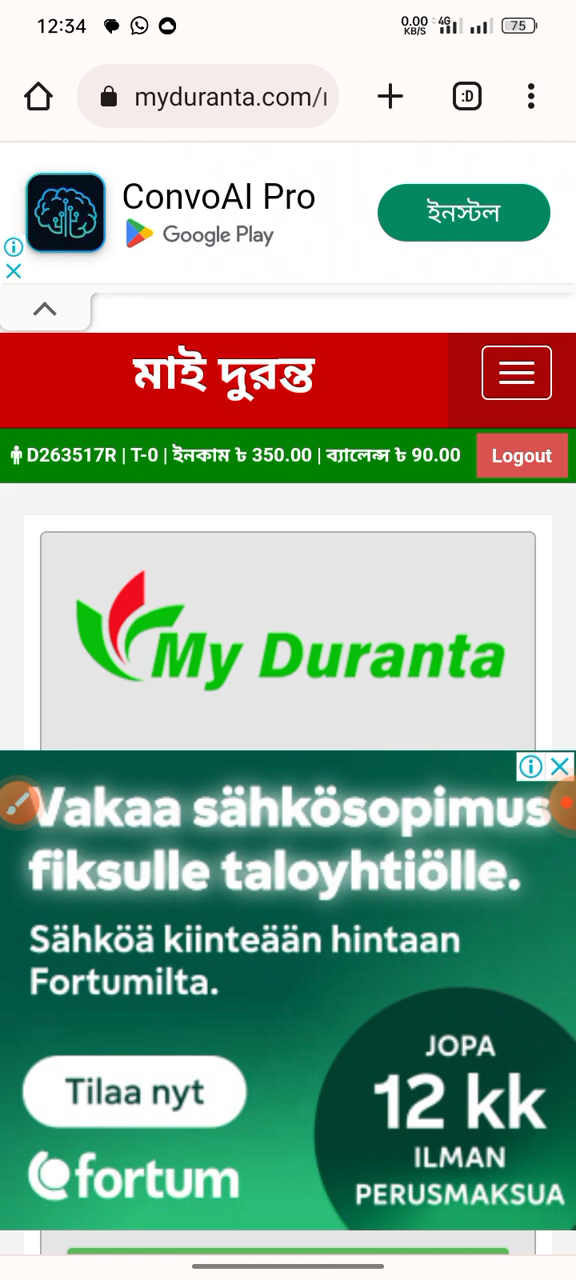 12:34
0.00 KB/S
4G
75
myduranta.com/
:D
ConvoAI Pro
Google Play
ইনস্টল
মাই দুরন্ত
D263517R | T-0 | ইনকাম ৳ 350.00 | ব্যালেন্স ৳ 90.00
Logout
My Duranta
Vakaa sähkösopimus
fiksulle taloyhtiölle.
Sähköä kiinteään hintaan
Fortumilta.
Tilaa nyt
JOPA
12 kk
ILMAN
PERUSMAKSUA
fortum